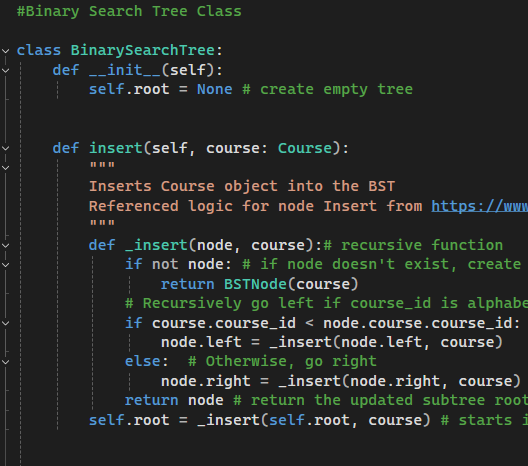 #Binary Search Tree Class
class BinarySearchTree:
def __init__(self):
self.root = None # create empty tree
def insert(self, course: Course):
"""
Inserts Course object into the BST
Referenced logic for node Insert from https://www
"""
def _insert(node, course):# recursive function
if not node: # if node doesn't exist, create
return BSTNode(course)
# Recursively go left if course_id is alphabe
if course.course_id < node.course.course_id:
node.left = _insert(node.left, course)
else:  # Otherwise, go right
node.right = _insert(node.right, course)
return node # return the updated subtree root
self.root = _insert(self.root, course) # starts i